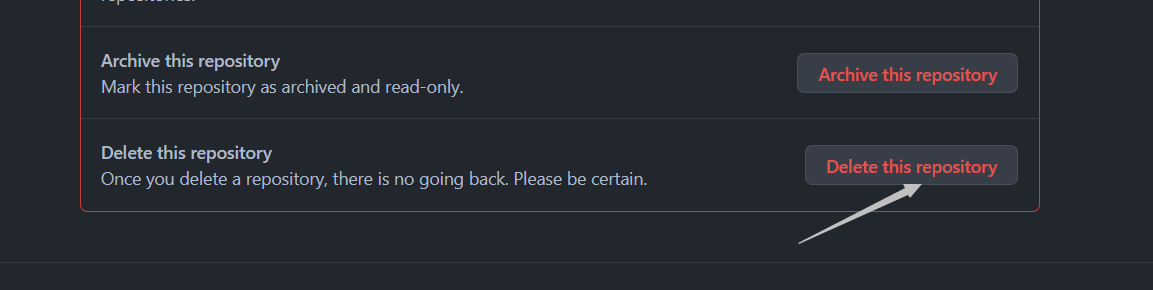 repositories.
Archive this repository
Mark this repository as archived and read-only.
Archive this repository
Delete this repository
Once you delete a repository, there is no going back. Please be certain.
Delete this repository